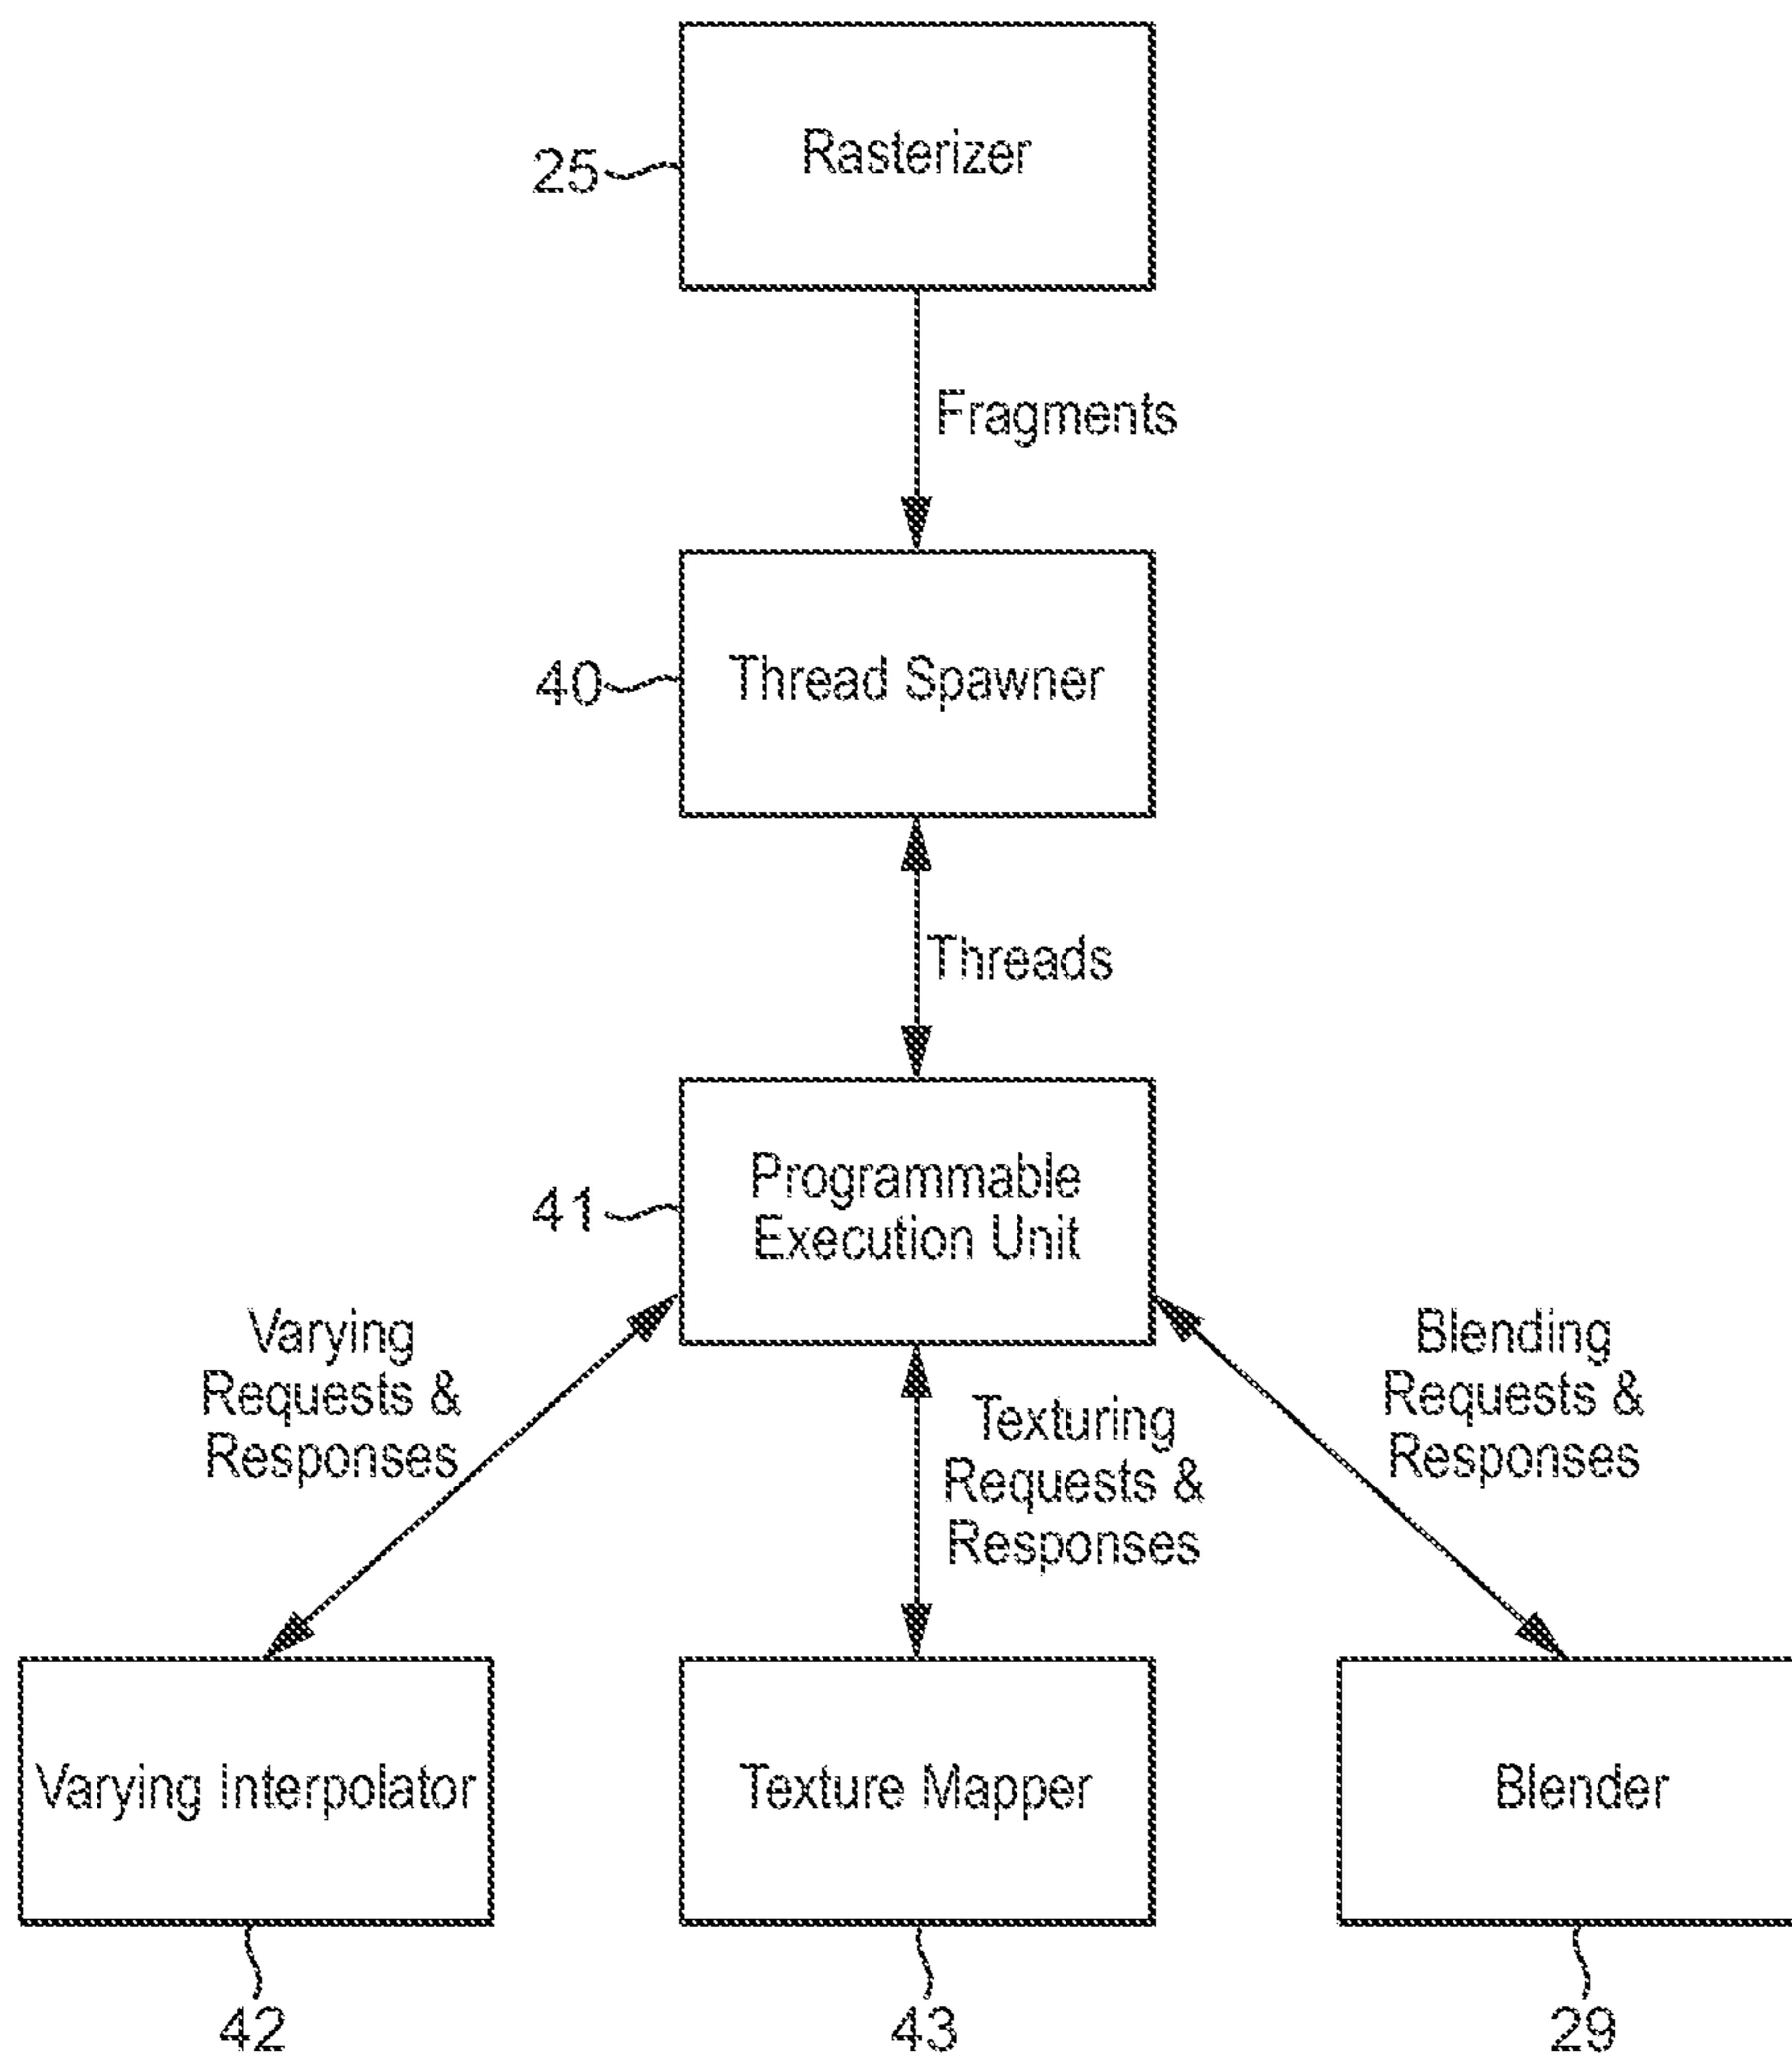 Rasterizer
25
Fragments
Thread Spawner
40
Threads
Programmable
Execution Unit
41
Varying
Requests &
Responses
Texturing
Requests &
Responses
Blending
Requests &
Responses
Varying Interpolator
Texture Mapper
Blender
42
43
29